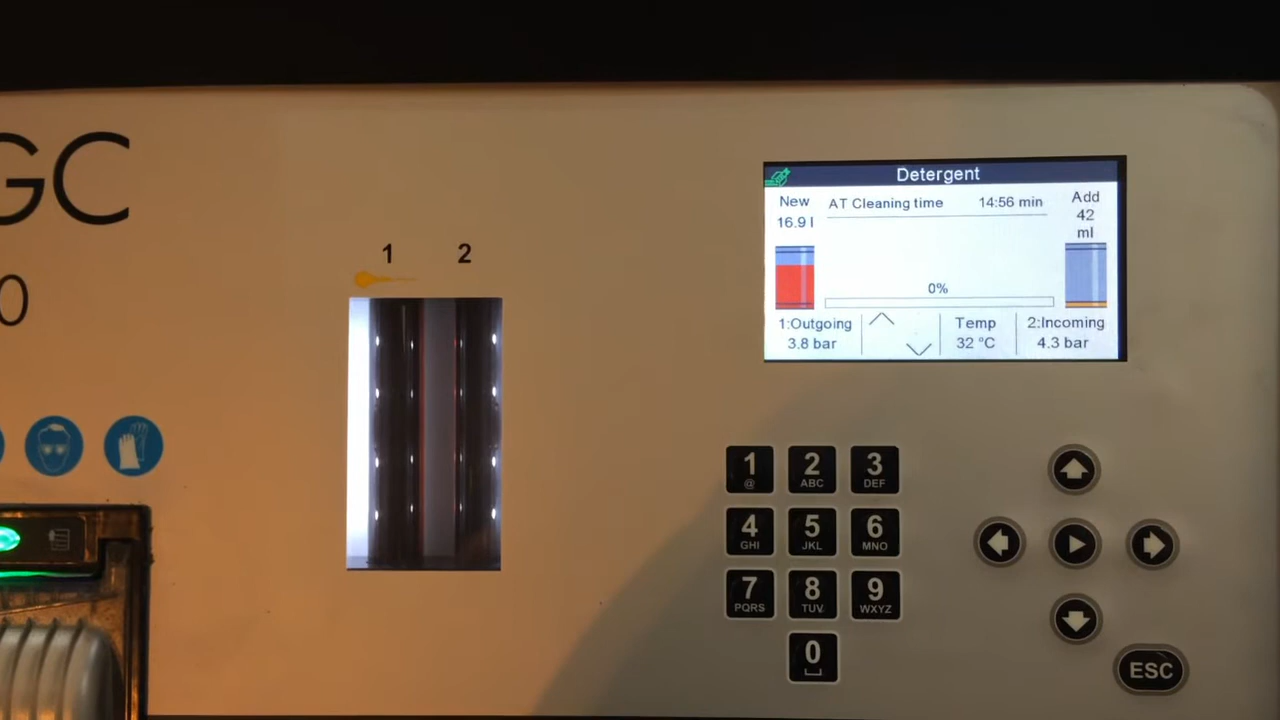 GC
0
1 2
Detergent
New
16.9 l
AT Cleaning time 14:56 min
Add
42
ml
0%
1:Outgoing
3.8 bar
Temp
32 °C
2:Incoming
4.3 bar
1 2 3
@ ABC DEF
4 5 6
GHI JKL MNO
7 8 9
PQRS TUV WXYZ
0
ESC